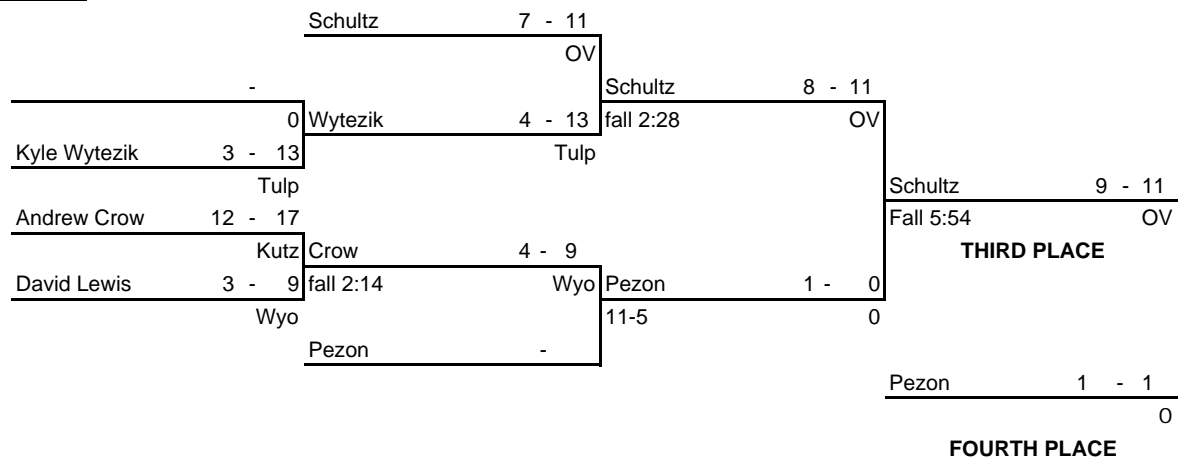 Schultz 7 - 11
OV
- Schultz 8 - 11
0 Wytezik 4 - 13 fall 2:28 OV
Kyle Wytezik 3 - 13 Tulp
Tulp Schultz 9 - 11
Andrew Crow 12 - 17 Fall 5:54 OV
Kutz Crow 4 - 9 THIRD PLACE
David Lewis 3 - 9 fall 2:14 Wyo Pezon 1 - 0
Wyo 11-5 0
Pezon -
Pezon 1 - 1
0
FOURTH PLACE